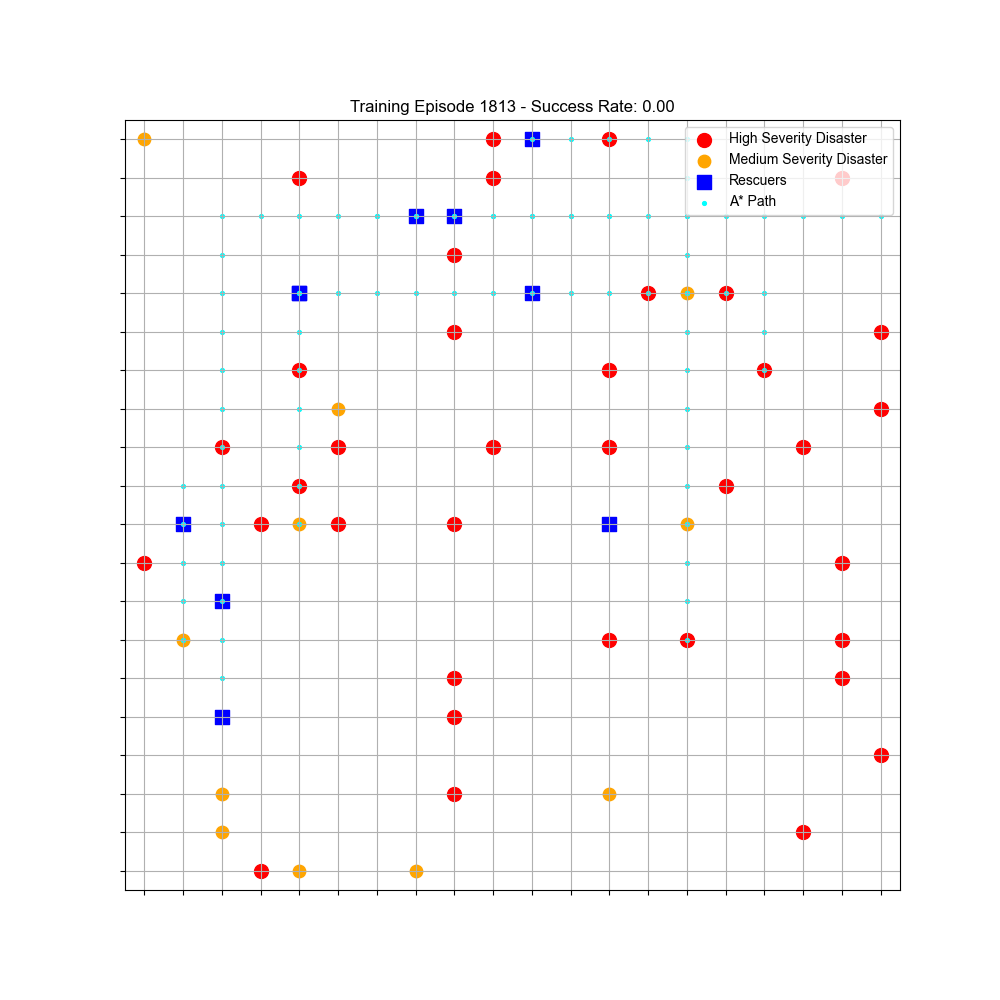 Training Episode 1813 - Success Rate: 0.00
High Severity Disaster
Medium Severity Disaster
Rescuers
A* Path